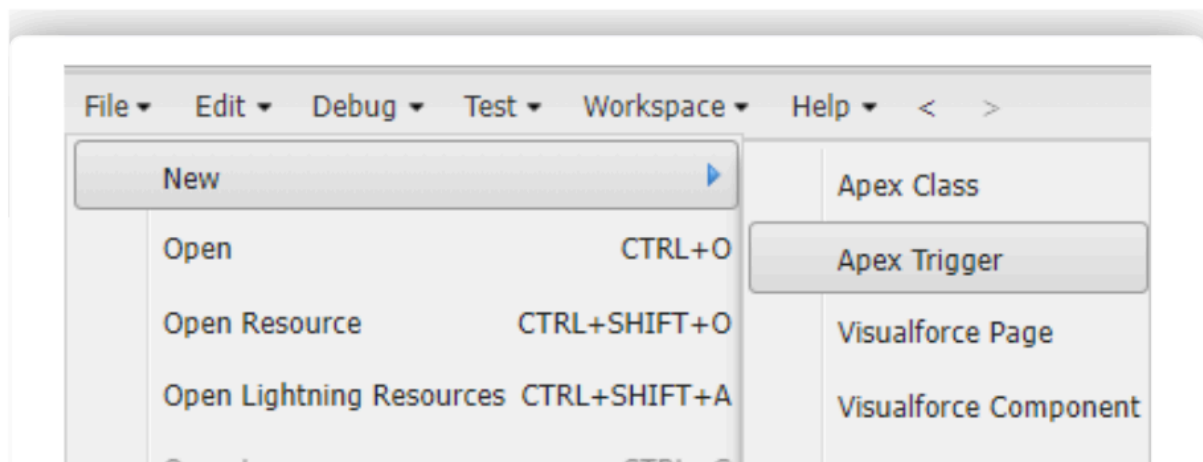 File Edit Debug Test Workspace Help < >
New
Apex Class
Open CTRL+O
Apex Trigger
Open Resource CTRL+SHIFT+O
Visualforce Page
Open Lightning Resources CTRL+SHIFT+A
Visualforce Component